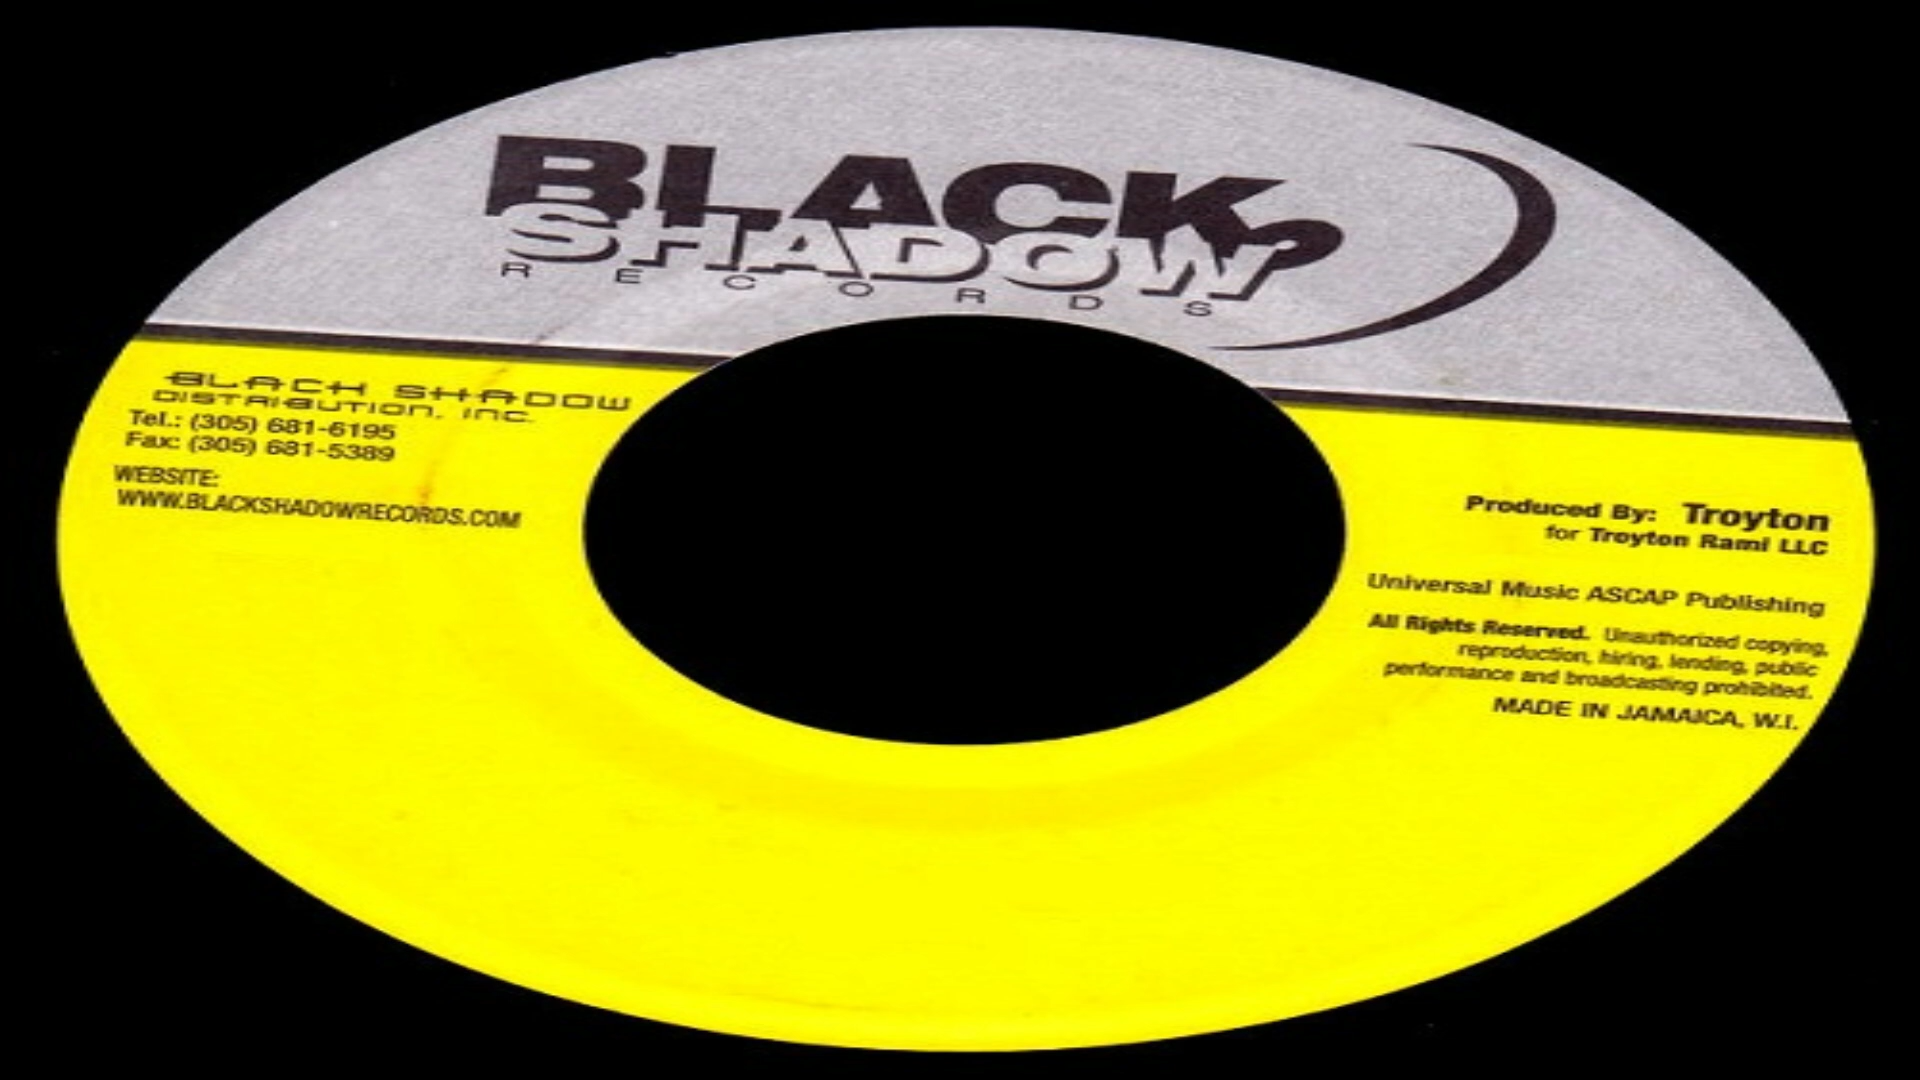 BLACK
SHADOW
RECORDS
BLACK SHADOW
DISTRIBUTION, INC.
Tel.: (305) 681-6195
Fax: (305) 681-5389
WEBSITE:
WWW.BLACKSHADOWRECORDS.COM
Produced By: Troyton
for Troyton Rami LLC
Universal Music ASCAP Publishing
All Rights Reserved. Unauthorized copying,
reproduction, hiring, lending, public
performance and broadcasting prohibited.
MADE IN JAMAICA, W.I.